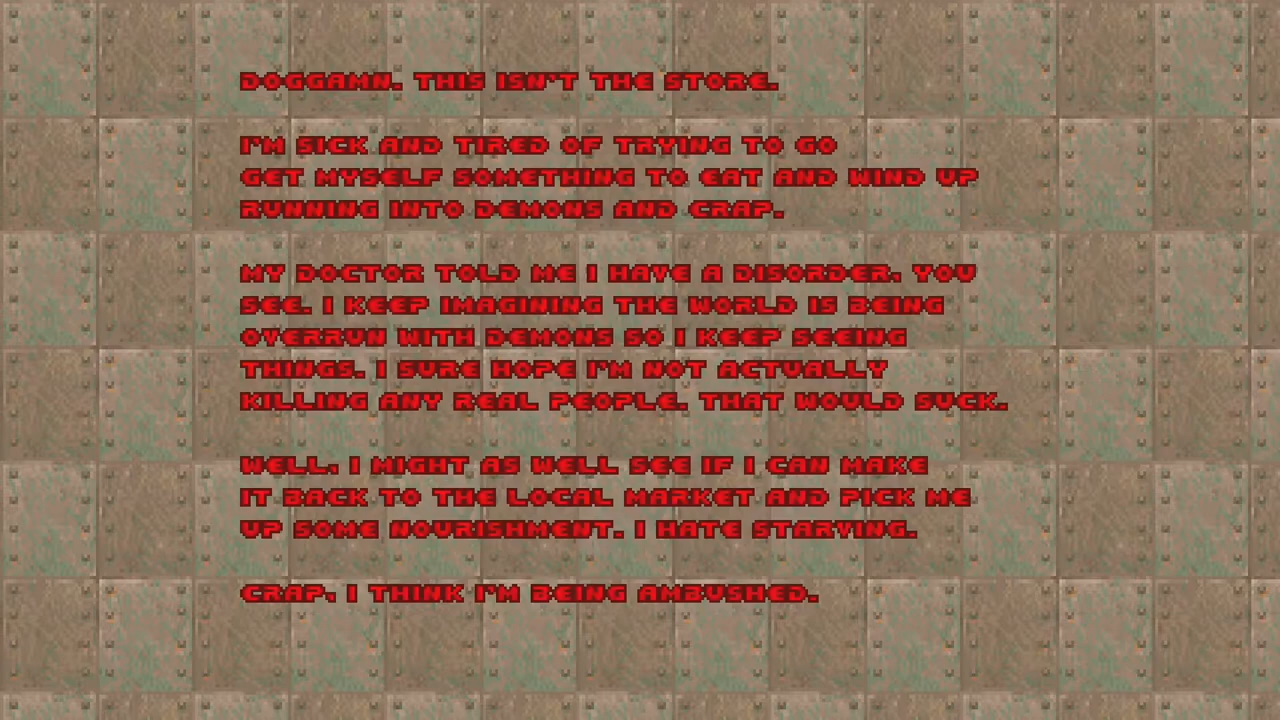 DOGGAMN. THIS ISN'T THE STORE.
I'M SICK AND TIRED OF TRYING TO GO
GET MYSELF SOMETHING TO EAT AND WIND UP
RUNNING INTO DEMONS AND CRAP.
MY DOCTOR TOLD ME I HAVE A DISORDER. YOU
SEE, I KEEP IMAGINING THE WORLD IS BEING
OVERRUN WITH DEMONS SO I KEEP SEEING
THINGS. I SURE HOPE I'M NOT ACTUALLY
KILLING ANY REAL PEOPLE. THAT WOULD SUCK.
WELL, I MIGHT AS WELL SEE IF I CAN MAKE
IT BACK TO THE LOCAL MARKET AND PICK ME
UP SOME NOURISHMENT. I HATE STARVING.
CRAP, I THINK I'M BEING AMBUSHED.